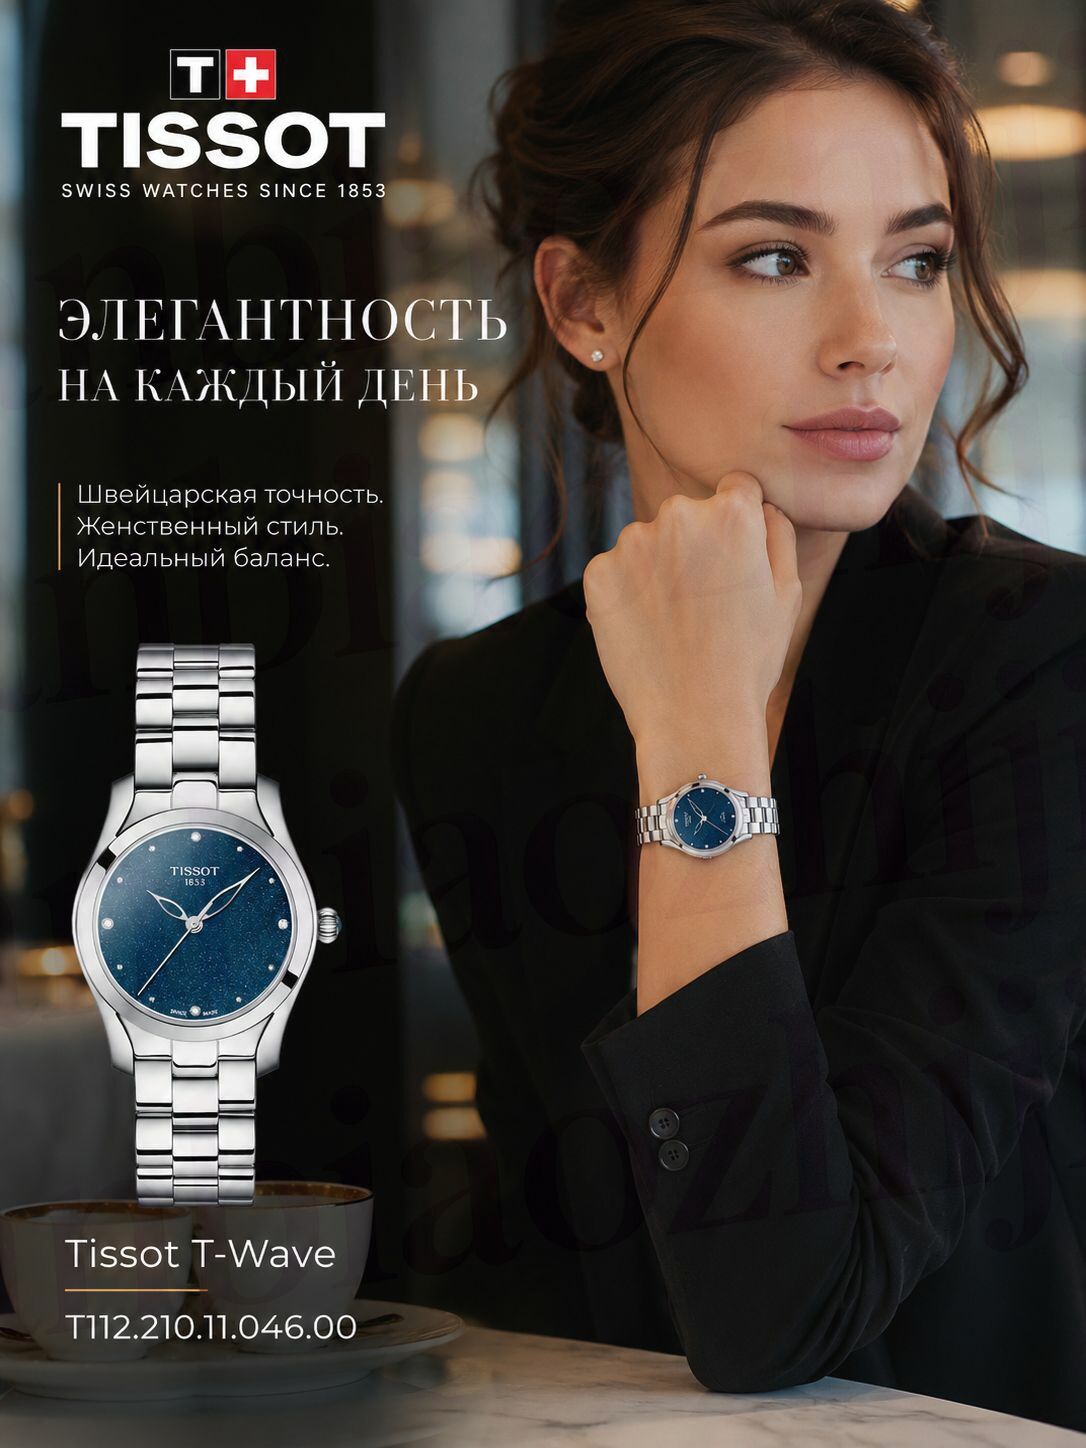 T+
TISSOT
SWISS WATCHES SINCE 1853
ЭЛЕГАНТНОСТЬ
НА КАЖДЫЙ ДЕНЬ
Швейцарская точность.
Женственный стиль.
Идеальный баланс.
TISSOT
1853
Tissot T-Wave
T112.210.11.046.00